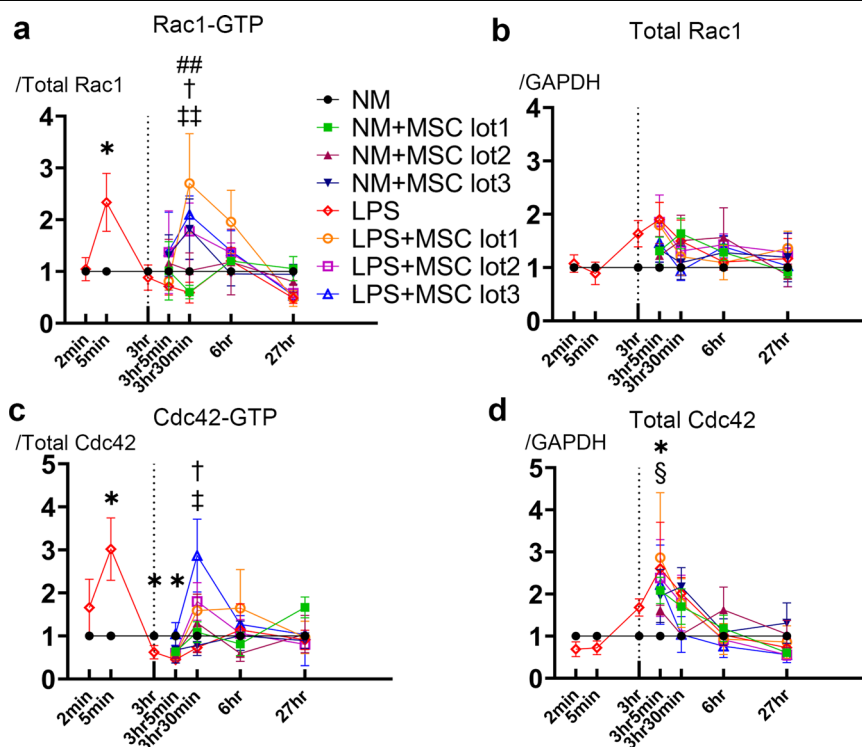 a
Rac1-GTP
/Total Rac1
##
†
‡‡
*
4
3
2
1
0
2min
5min
3hr
3hr5min
3hr30min
6hr
27hr
NM
NM+MSC lot1
NM+MSC lot2
NM+MSC lot3
LPS
LPS+MSC lot1
LPS+MSC lot2
LPS+MSC lot3
b
Total Rac1
/GAPDH
4
3
2
1
0
2min
5min
3hr
3hr5min
3hr30min
6hr
27hr
c
Cdc42-GTP
/Total Cdc42
†
‡
*
* *
5
4
3
2
1
0
2min
5min
3hr
3hr5min
3hr30min
6hr
27hr
d
Total Cdc42
/GAPDH
*
§
5
4
3
2
1
0
2min
5min
3hr
3hr5min
3hr30min
6hr
27hr